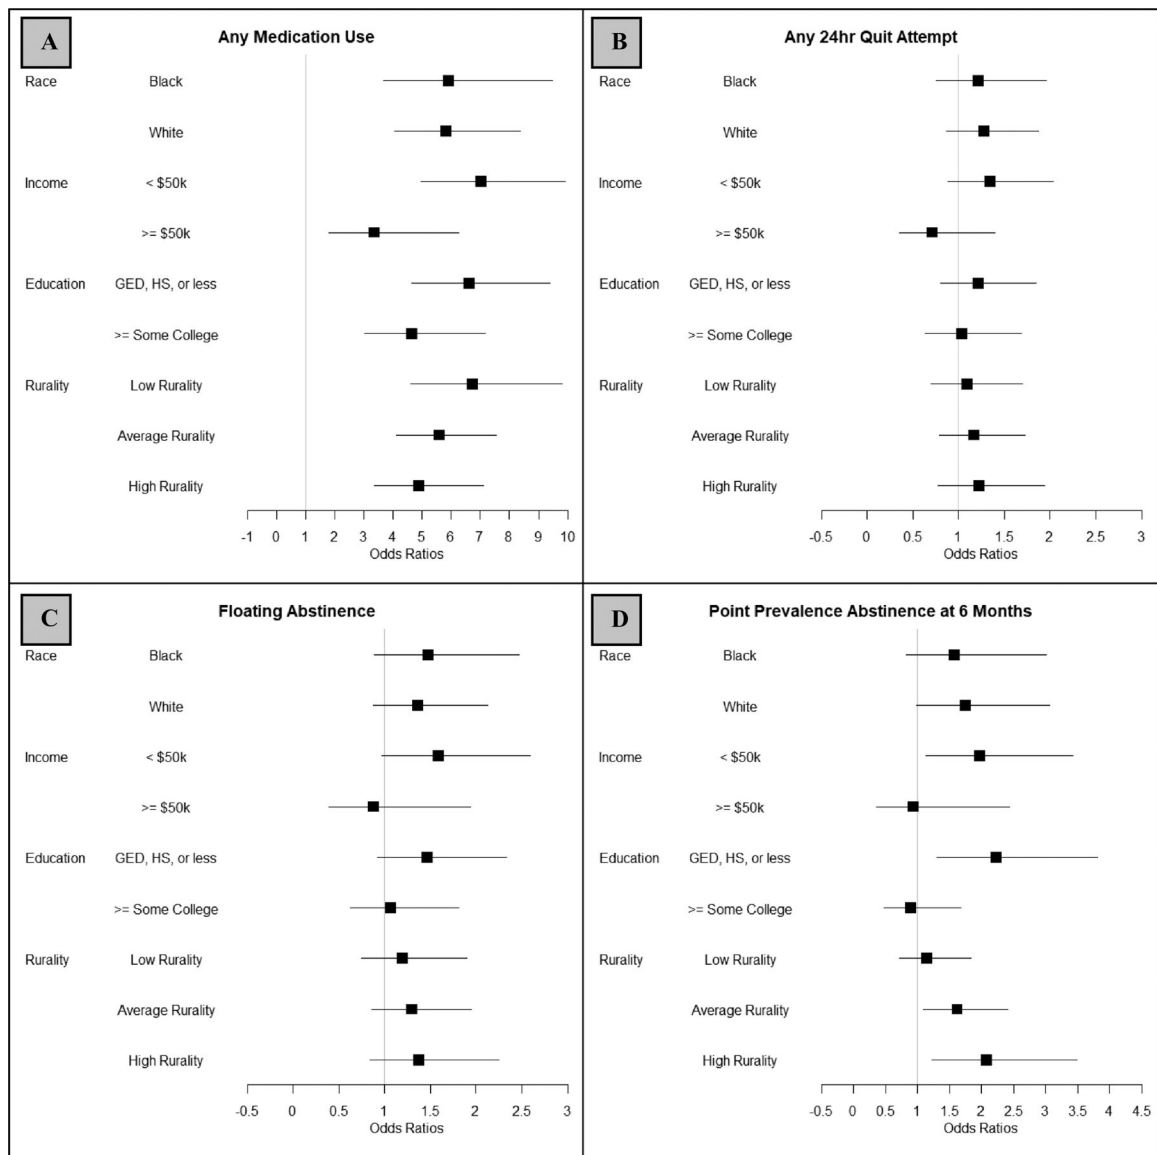 A
Any Medication Use
Race Black
White
Income < $50k
>= $50k
Education GED, HS, or less
>= Some College
Rurality Low Rurality
Average Rurality
High Rurality
-1 0 1 2 3 4 5 6 7 8 9 10
Odds Ratios
B
Any 24hr Quit Attempt
Race Black
White
Income < $50k
>= $50k
Education GED, HS, or less
>= Some College
Rurality Low Rurality
Average Rurality
High Rurality
-0.5 0 0.5 1 1.5 2 2.5 3
Odds Ratios
C
Floating Abstinence
Race Black
White
Income < $50k
>= $50k
Education GED, HS, or less
>= Some College
Rurality Low Rurality
Average Rurality
High Rurality
-0.5 0 0.5 1 1.5 2 2.5 3
Odds Ratios
D
Point Prevalence Abstinence at 6 Months
Race Black
White
Income < $50k
>= $50k
Education GED, HS, or less
>= Some College
Rurality Low Rurality
Average Rurality
High Rurality
-0.5 0 0.5 1 1.5 2 2.5 3 3.5 4 4.5
Odds Ratios